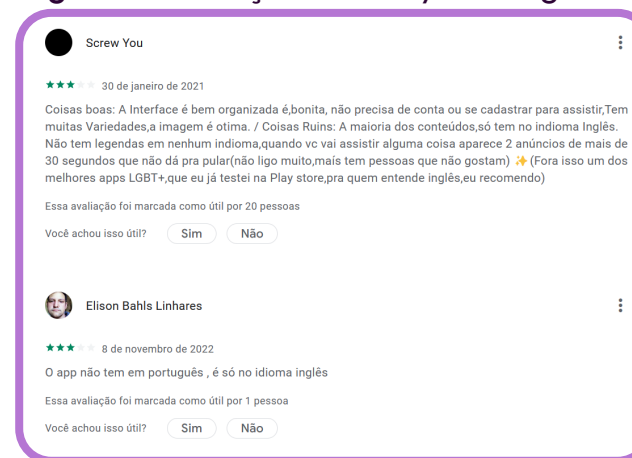 Screw You
30 de janeiro de 2021
Coisas boas: A Interface é bem organizada é,bonita, não precisa de conta ou se cadastrar para assistir,Tem
muitas Variedades,a imagem é otima. / Coisas Ruins: A maioria dos conteúdos,só tem no indioma Inglês.
Não tem legendas em nenhum indioma,quando vc vai assistir alguma coisa aparece 2 anúncios de mais de
30 segundos que não dá pra pular(não ligo muito,mais tem pessoas que não gostam) ✨(Fora isso um dos
melhores apps LGBT+,que eu já testei na Play store,pra quem entende inglês,eu recomendo)
Essa avaliação foi marcada como útil por 20 pessoas
Você achou isso útil? Sim Não
Elison Bahls Linhares
8 de novembro de 2022
O app não tem em português , é só no idioma inglês
Essa avaliação foi marcada como útil por 1 pessoa
Você achou isso útil? Sim Não